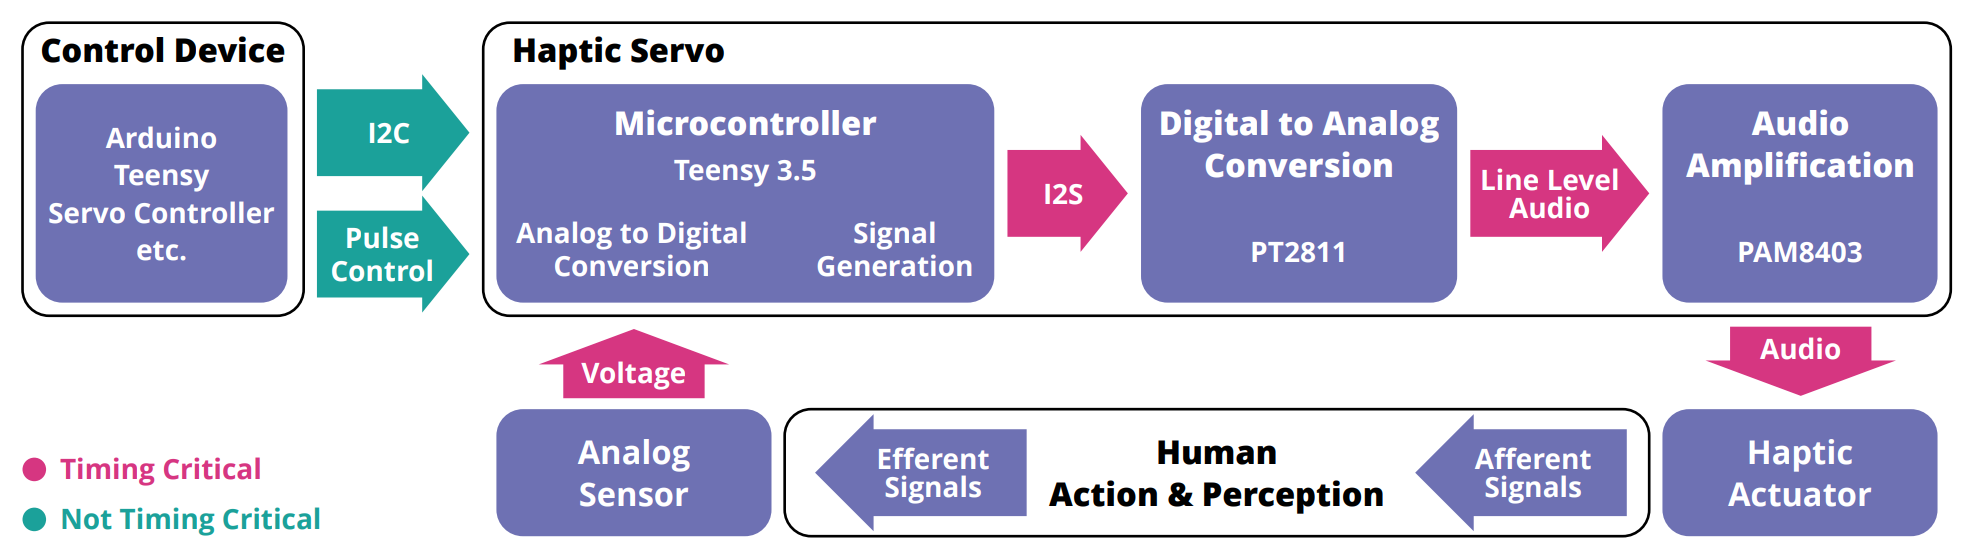 Control Device
Arduino
Teensy
Servo Controller
etc.
I2C
Pulse
Control
Haptic Servo
Microcontroller
Teensy 3.5
Analog to Digital
Conversion
Signal
Generation
I2S
Digital to Analog
Conversion
PT2811
Line Level
Audio
Audio
Amplification
PAM8403
Voltage
Audio
Analog
Sensor
Efferent
Signals
Human
Action & Perception
Afferent
Signals
Haptic
Actuator
Timing Critical
Not Timing Critical